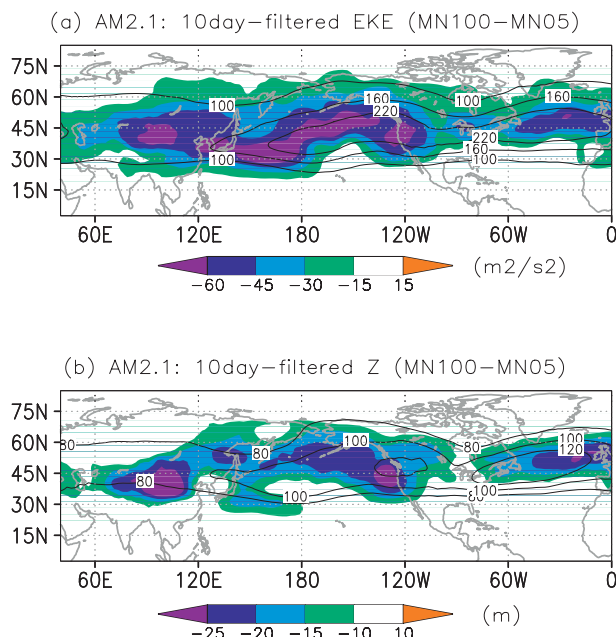 (a) AM2.1: 10day-filtered EKE (MN100-MN05)
75N
60N
45N
30N
15N
100
160
220
100
160
220
160
100
100
60E 120E 180 120W 60W 0
-60 -45 -30 -15 15 (m2/s2)
(b) AM2.1: 10day-filtered Z (MN100-MN05)
75N
60N
45N
30N
15N
80
80
100
80
100
120
80
100
100
60E 120E 180 120W 60W 0
-25 -20 -15 -10 10 (m)